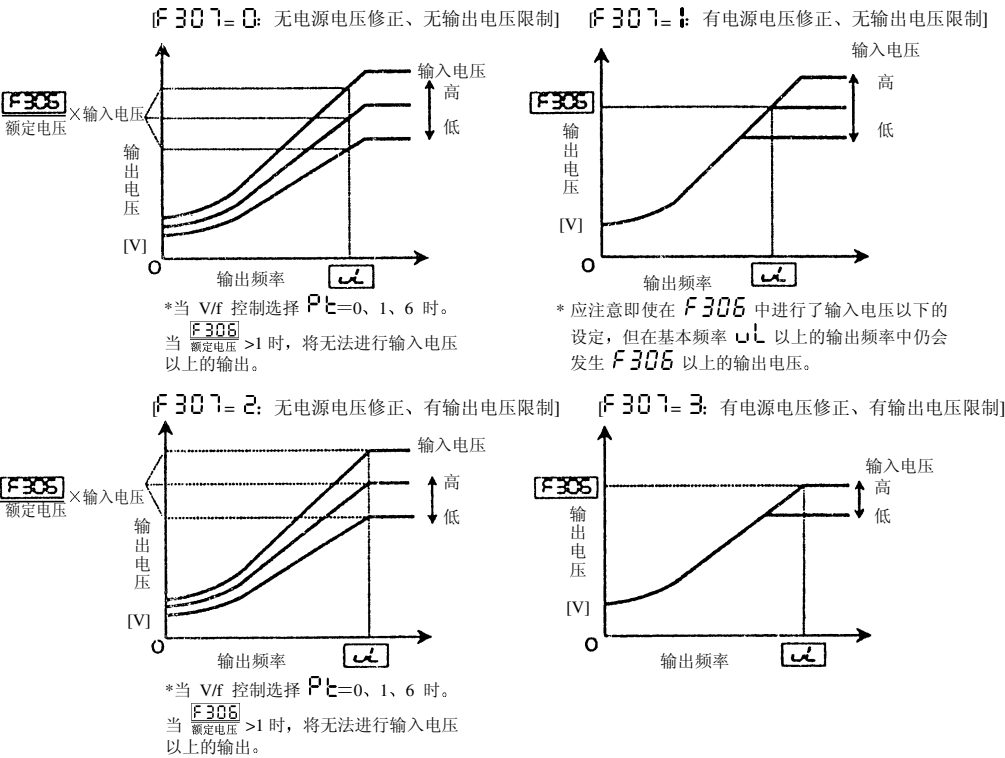 [F307=0: 无电源电压修正、无输出电压限制]
输入电压
高
低
F306
额定电压
×输入电压
输出电压
[V]
0
输出频率
uL
*当 V/f 控制选择 Pt=0、1、6 时。
当 F306/额定电压 >1 时，将无法进行输入电压
以上的输出。
[F307=1: 有电源电压修正、无输出电压限制]
输入电压
高
低
F306
输出电压
[V]
0
输出频率
uL
* 应注意即使在 F306 中进行了输入电压以下的
设定，但在基本频率 uL 以上的输出频率中仍会
发生 F306 以上的输出电压。
[F307=2: 无电源电压修正、有输出电压限制]
输入电压
高
低
F306
额定电压
×输入电压
输出电压
[V]
0
输出频率
uL
*当 V/f 控制选择 Pt=0、1、6 时。
当 F306/额定电压 >1 时，将无法进行输入电压
以上的输出。
[F307=3: 有电源电压修正、有输出电压限制]
输入电压
高
低
F306
输出电压
[V]
0
输出频率
uL